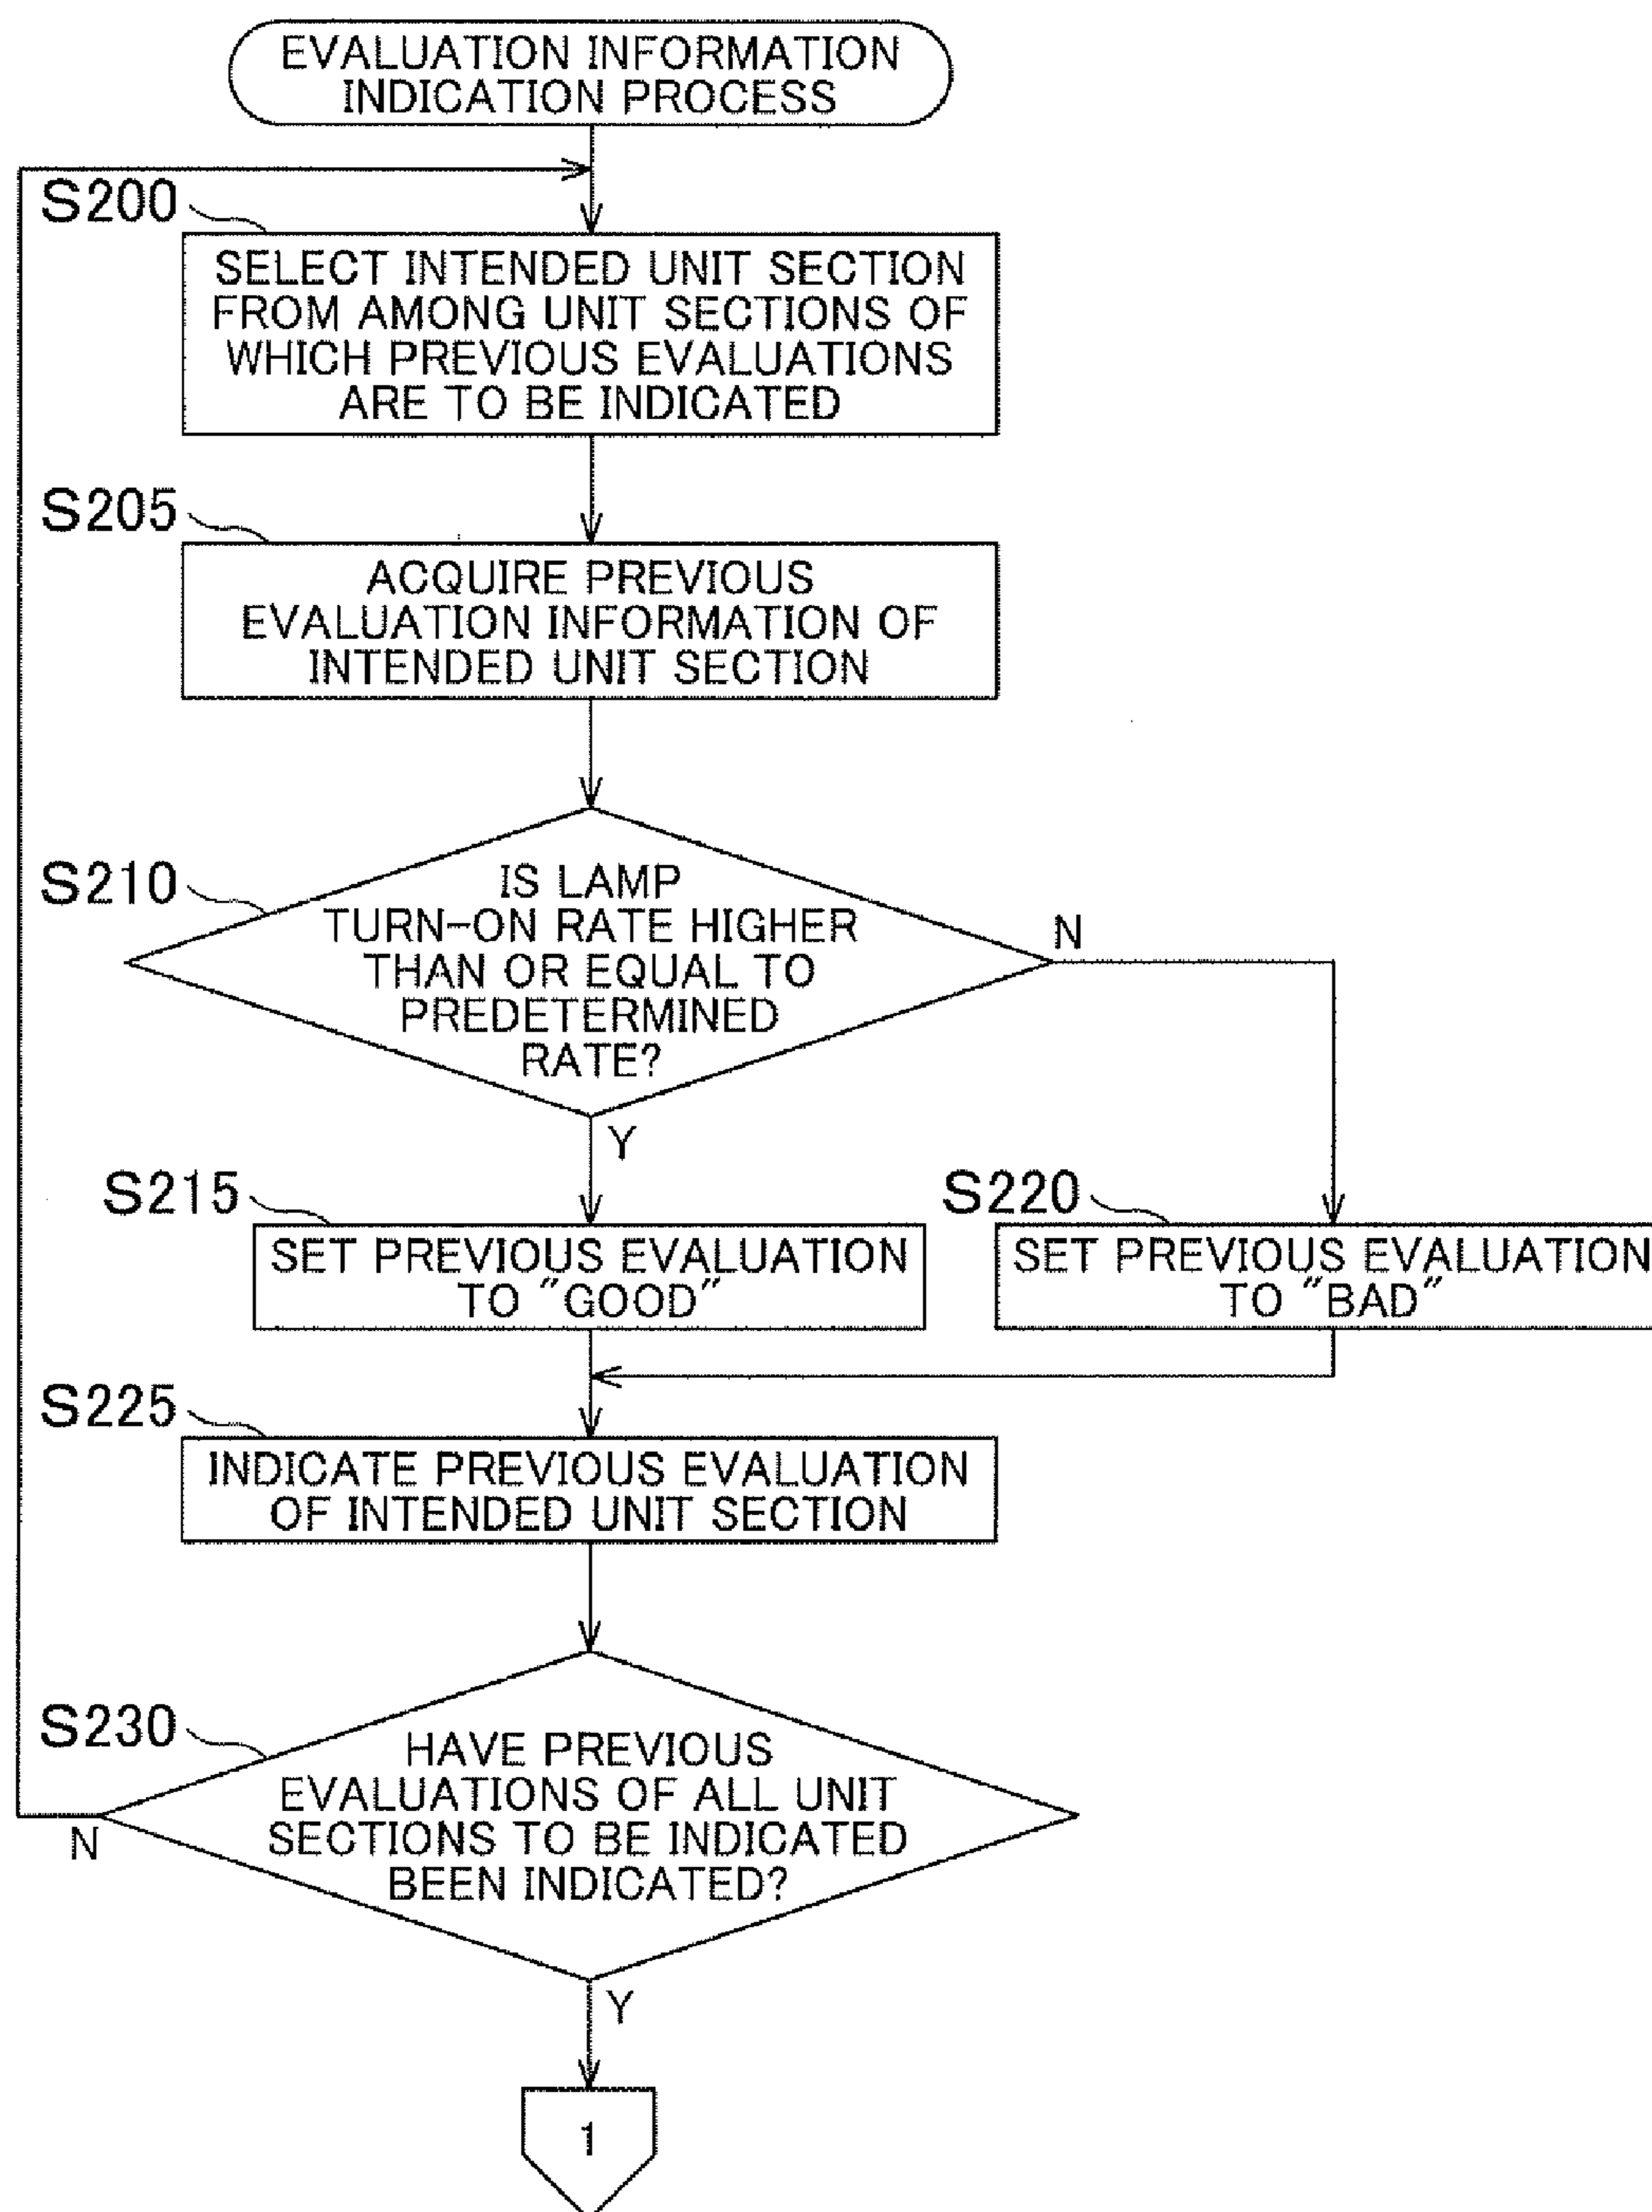 EVALUATION INFORMATION
INDICATION PROCESS
S200
SELECT INTENDED UNIT SECTION
FROM AMONG UNIT SECTIONS OF
WHICH PREVIOUS EVALUATIONS
ARE TO BE INDICATED
S205
ACQUIRE PREVIOUS
EVALUATION INFORMATION OF
INTENDED UNIT SECTION
S210
IS LAMP
TURN-ON RATE HIGHER
THAN OR EQUAL TO
PREDETERMINED
RATE?
N
Y
S215
SET PREVIOUS EVALUATION
TO "GOOD"
S220
SET PREVIOUS EVALUATION
TO "BAD"
S225
INDICATE PREVIOUS EVALUATION
OF INTENDED UNIT SECTION
S230
HAVE PREVIOUS
EVALUATIONS OF ALL UNIT
SECTIONS TO BE INDICATED
BEEN INDICATED?
N
Y
1